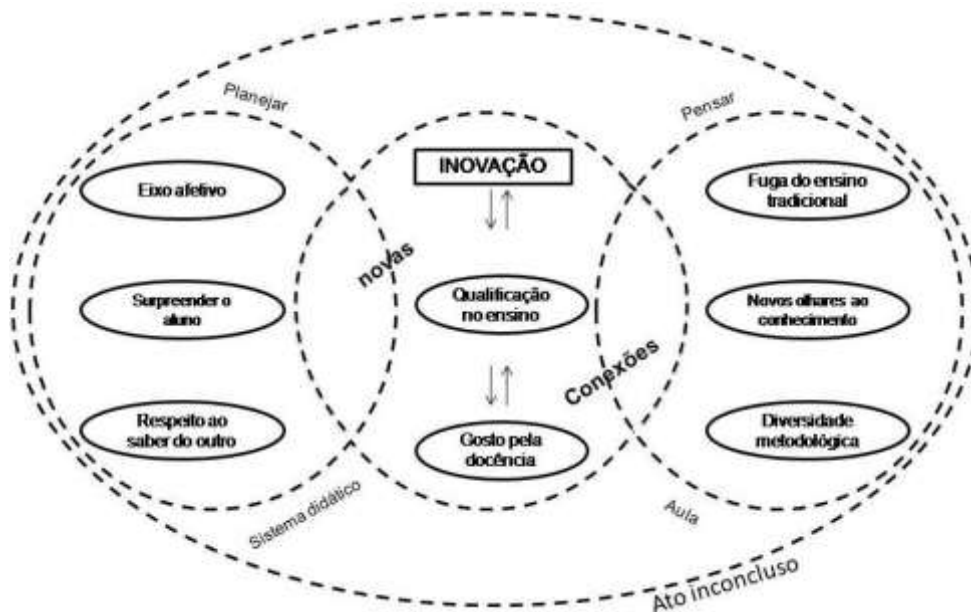 Planejar
Pensar
INOVAÇÃO
Eixo afetivo
Fuga do ensino
tradicional
novas
Surpreender o
aluno
Qualificação
no ensino
Novos olhares ao
conhecimento
Conexões
Respeito ao
saber do outro
Gosto pela
docência
Diversidade
metodológica
Sistema didático
Aula
Ato inconcluso